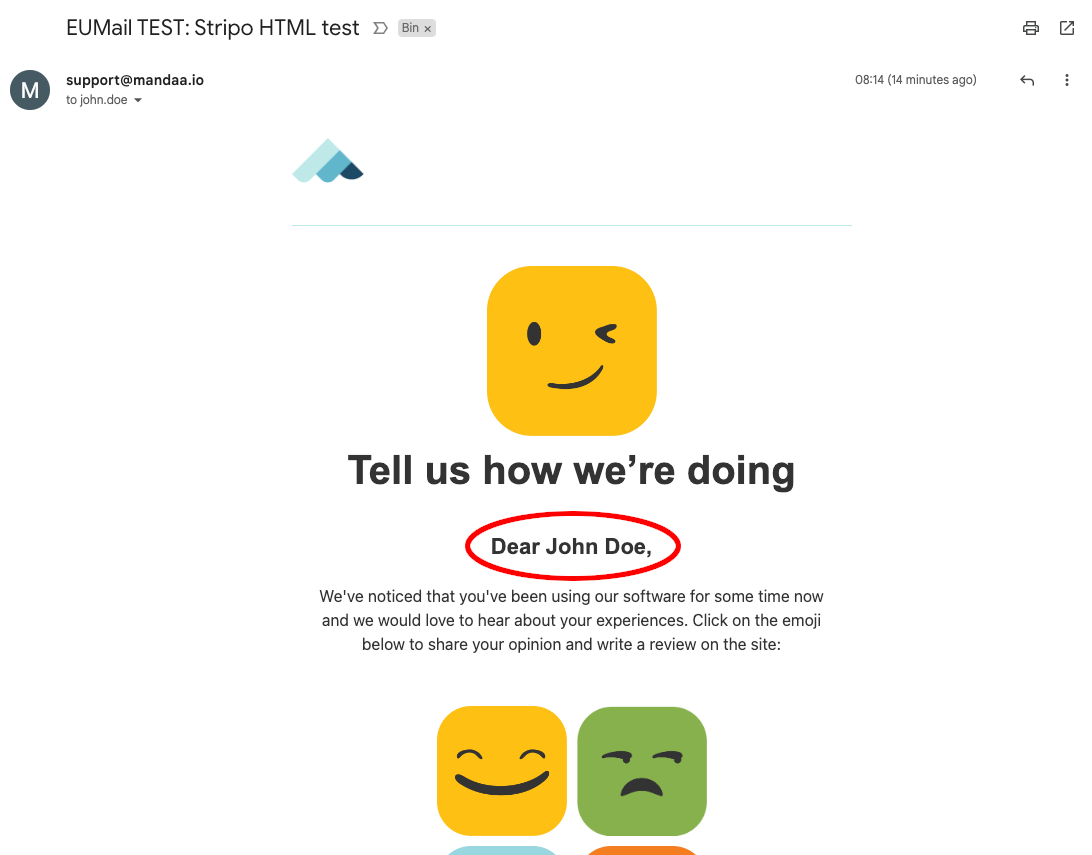 EUMail TEST: Stripo HTML test Bin ×
M
support@mandaa.io 08:14 (14 minutes ago)
to john.doe
Tell us how we’re doing
Dear John Doe,
We've noticed that you've been using our software for some time now
and we would love to hear about your experiences. Click on the emoji
below to share your opinion and write a review on the site: